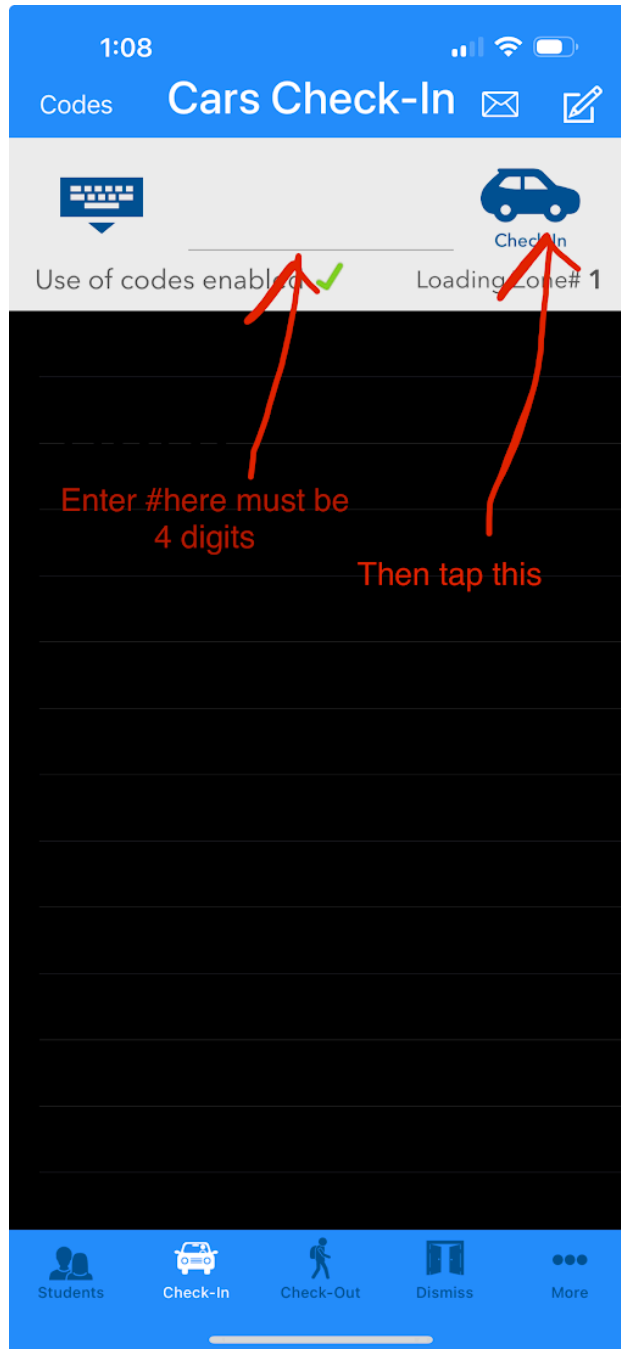 1:08
Codes Cars Check-In
Check-In
Use of codes enabled Loading Zone# 1
Enter #here must be
4 digits
Then tap this
Students Check-In Check-Out Dismiss More